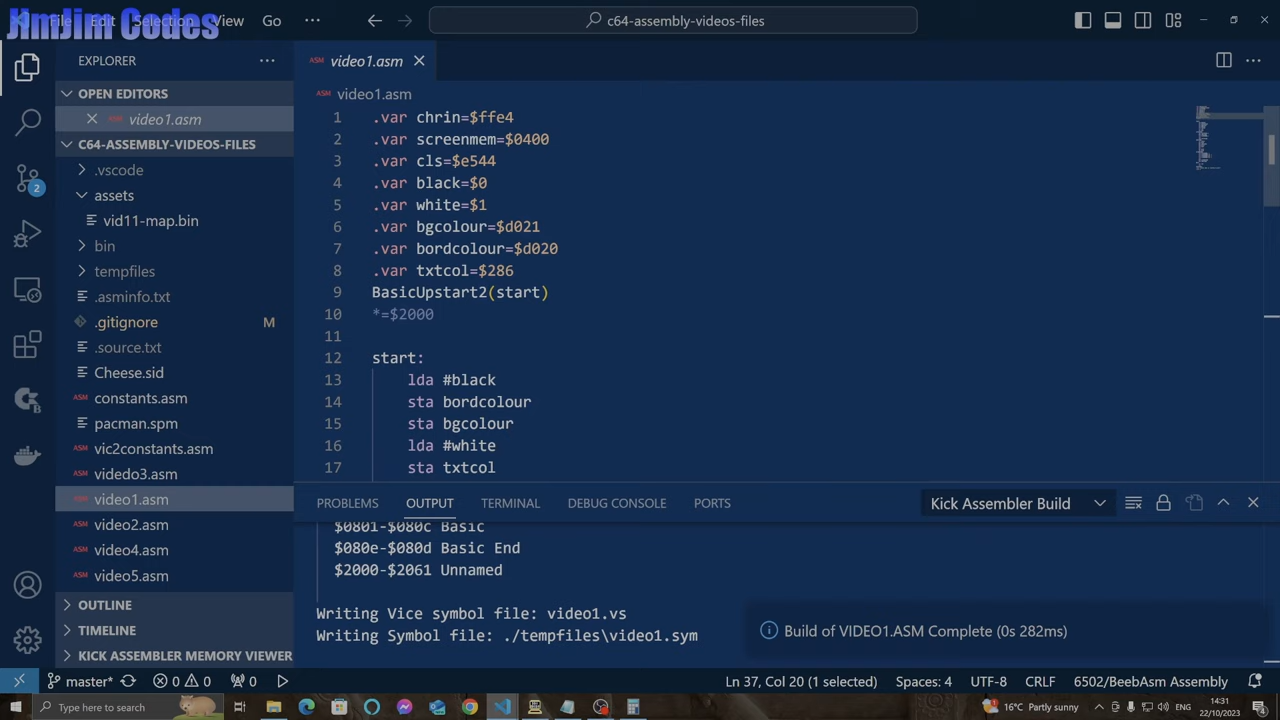 JimJim Codes
File Edit Selection View Go ···
c64-assembly-videos-files
EXPLORER ···
OPEN EDITORS
video1.asm
C64-ASSEMBLY-VIDEOS-FILES
.vscode
assets
vid11-map.bin
bin
tempfiles
.asminfo.txt
.gitignore M
.source.txt
Cheese.sid
constants.asm
pacman.spm
vic2constants.asm
videdo3.asm
video1.asm
video2.asm
video4.asm
video5.asm
OUTLINE
TIMELINE
KICK ASSEMBLER MEMORY VIEWER
2
ASM video1.asm
ASM video1.asm
1 .var chrin=$ffe4
2 .var screenmem=$0400
3 .var cls=$e544
4 .var black=$0
5 .var white=$1
6 .var bgcolour=$d021
7 .var bordcolour=$d020
8 .var txtcol=$286
9 BasicUpstart2(start)
10 *=$2000
11
12 start:
13 lda #black
14 sta bordcolour
15 sta bgcolour
16 lda #white
17 sta txtcol
PROBLEMS OUTPUT TERMINAL DEBUG CONSOLE PORTS Kick Assembler Build
$0801-$080c Basic
$080e-$080d Basic End
$2000-$2061 Unnamed
Writing Vice symbol file: video1.vs
Writing Symbol file: ./tempfiles\video1.sym
Build of VIDEO1.ASM Complete (0s 282ms)
master* 0 0 0 Ln 37, Col 20 (1 selected) Spaces: 4 UTF-8 CRLF 6502/BeebAsm Assembly
Type here to search 16°C Partly sunny 14:31
22/10/2023